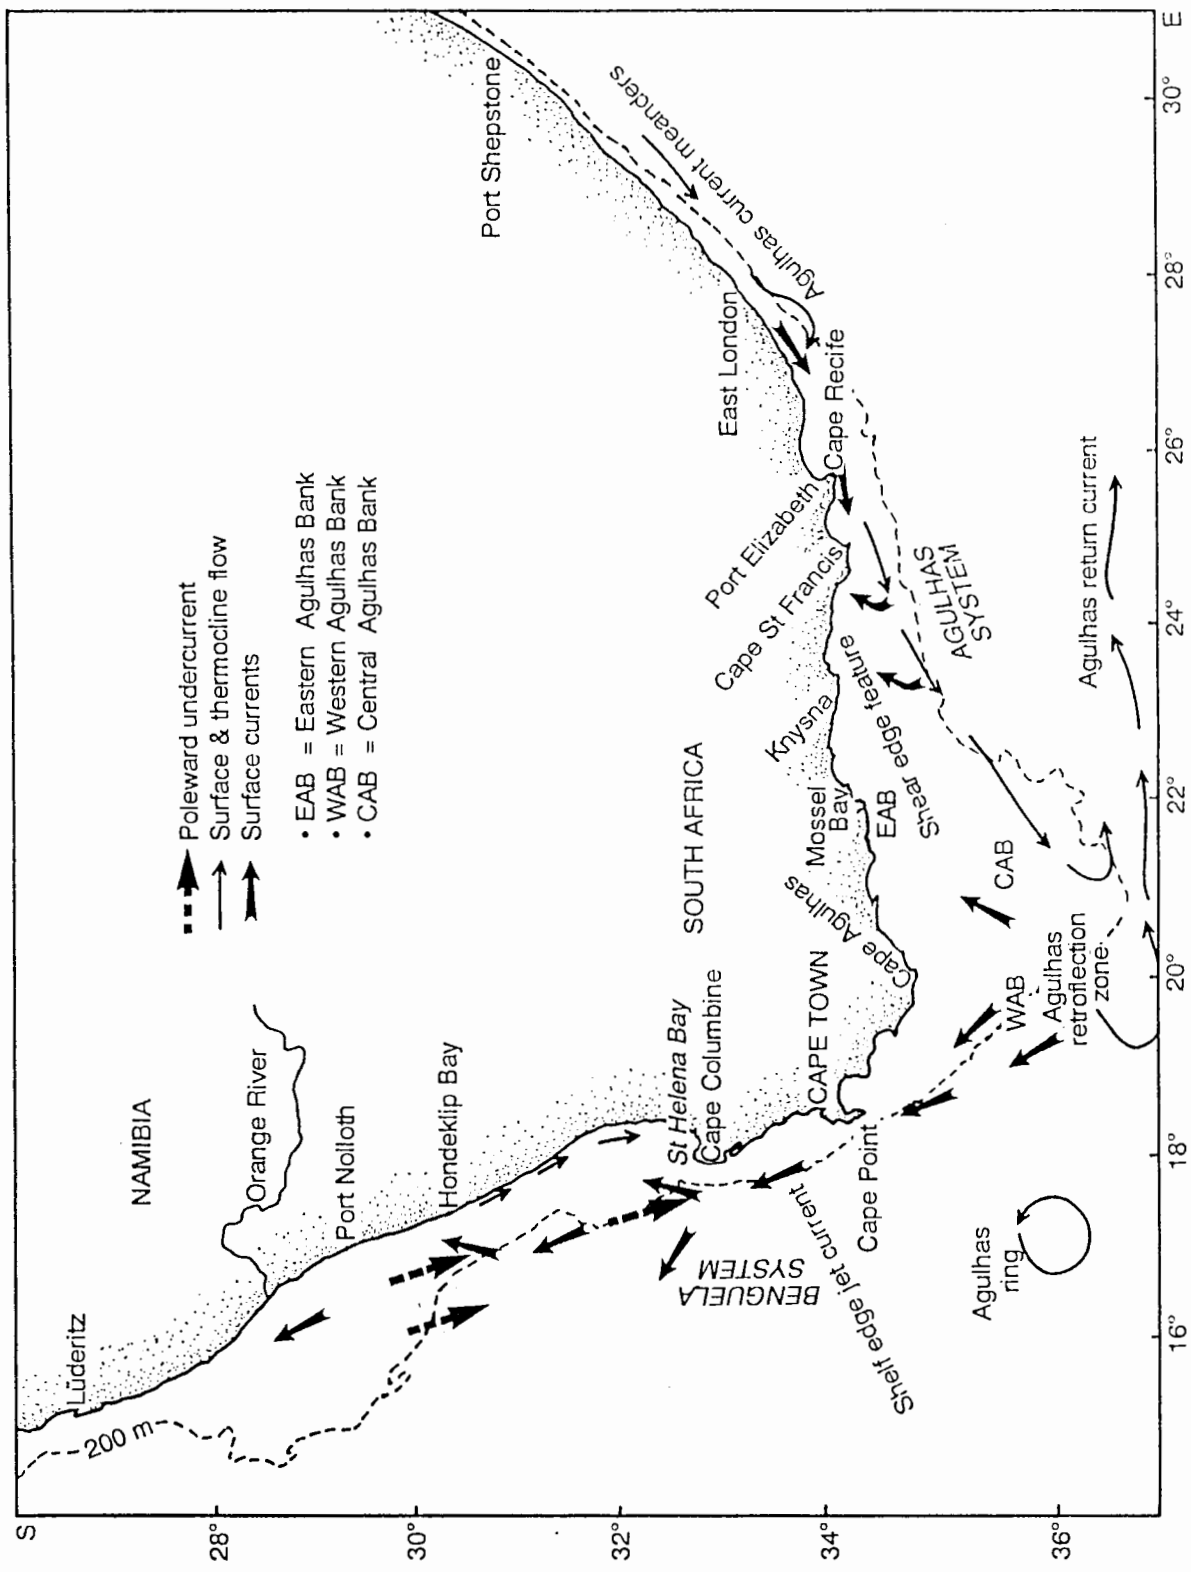 S
28°
30°
32°
34°
36°
16°
18°
20°
22°
24°
26°
28°
30°
E
Poleward undercurrent
Surface & thermocline flow
Surface currents
• EAB = Eastern Agulhas Bank
• WAB = Western Agulhas Bank
• CAB = Central Agulhas Bank
NAMIBIA
Lüderitz
200 m
Orange River
Port Nolloth
Hondeklip Bay
St Helena Bay
Cape Columbine
CAPE TOWN
Cape Point
SOUTH AFRICA
BENGUELA
SYSTEM
Shelf edge jet current
Agulhas
ring
Cape Agulhas
Mossel
Bay
Knysna
Cape St Francis
Port Elizabeth
Cape Recife
East London
Port Shepstone
Agulhas current meanders
EAB
Shear edge feature
AGULHAS
SYSTEM
CAB
WAB
Agulhas
retroflection
zone
Agulhas return current